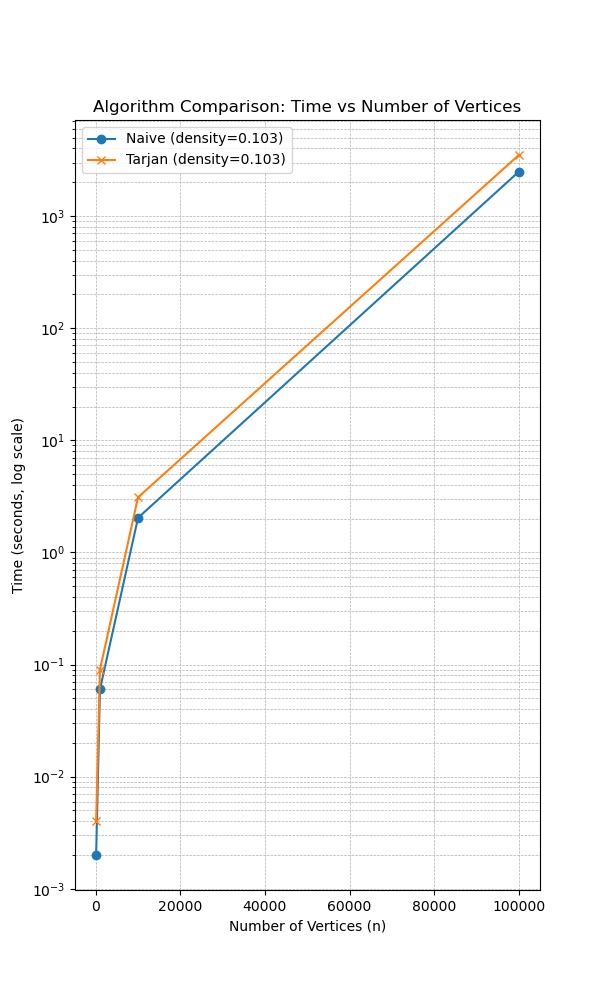 Algorithm Comparison: Time vs Number of Vertices
Naive (density=0.103)
Tarjan (density=0.103)
10³
10²
10¹
10⁰
10⁻¹
10⁻²
10⁻³
Time (seconds, log scale)
0 20000 40000 60000 80000 100000
Number of Vertices (n)